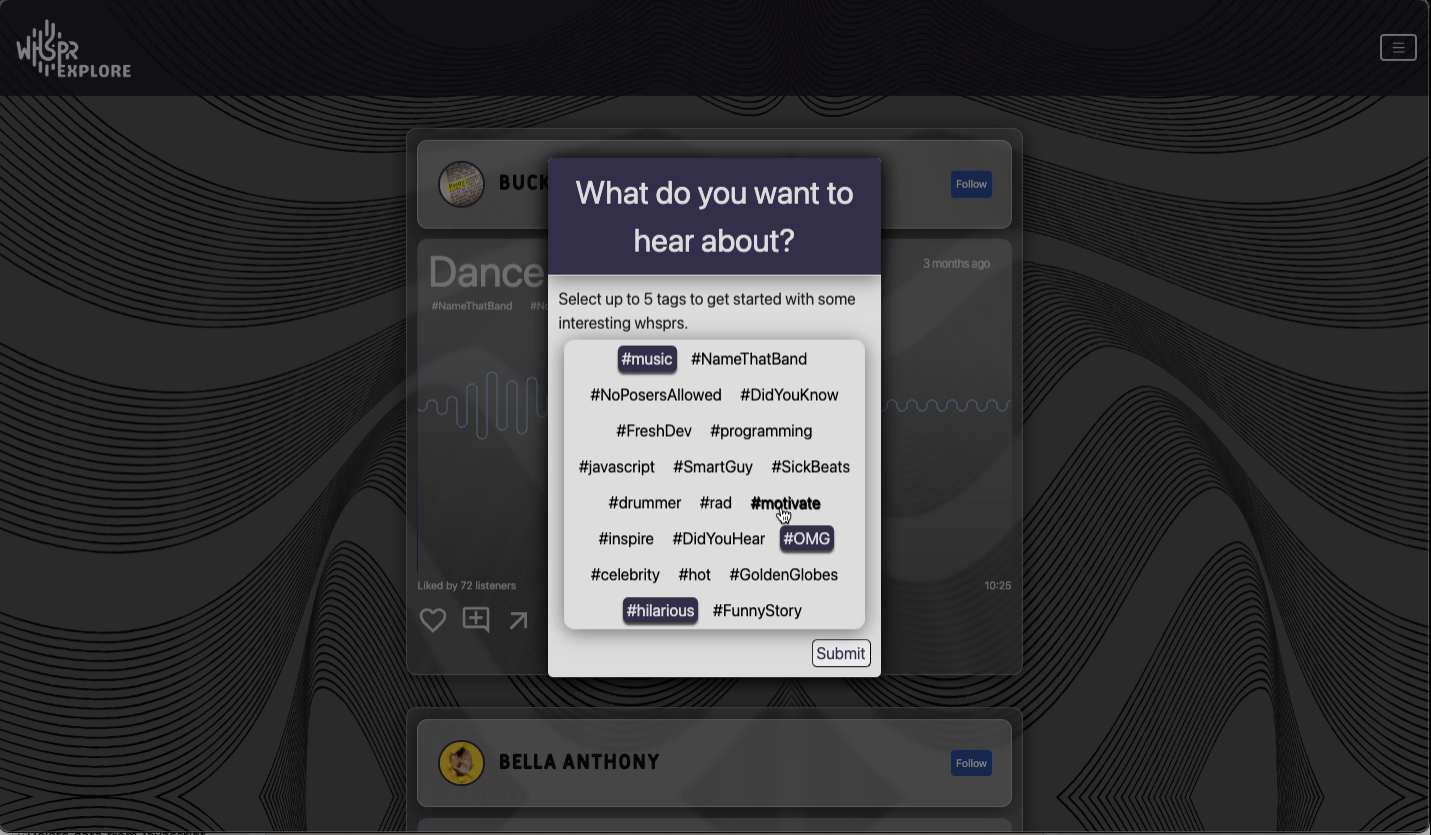 WHSPR
EXPLORE
BUCK
Follow
What do you want to
hear about?
Dance
3 months ago
#NameThatBand
Select up to 5 tags to get started with some
interesting whsprs.
#music #NameThatBand
#NoPosersAllowed #DidYouKnow
#FreshDev #programming
#javascript #SmartGuy #SickBeats
#drummer #rad #motivate
#inspire #DidYouHear #OMG
#celebrity #hot #GoldenGlobes
#hilarious #FunnyStory
Liked by 72 listeners
10:25
Submit
BELLA ANTHONY
Follow